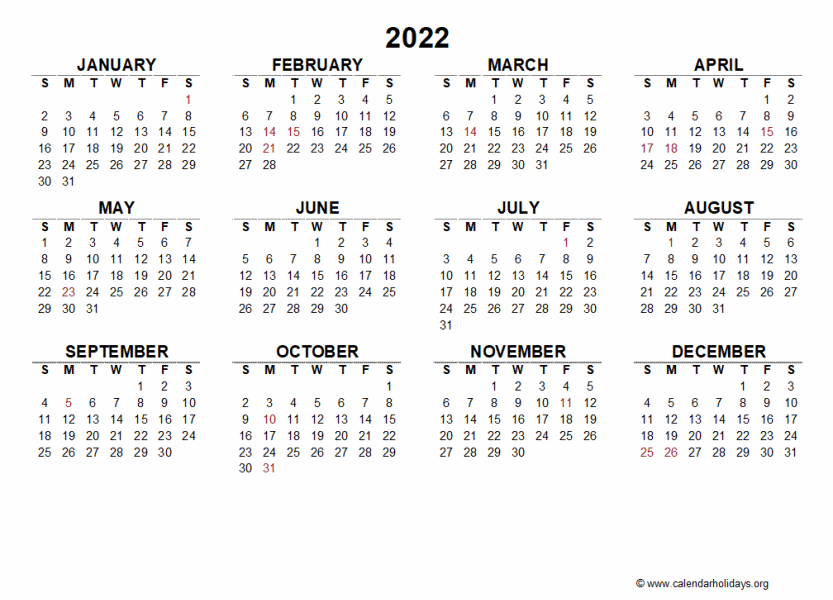 2022
JANUARY FEBRUARY MARCH APRIL
S M T W T F S S M T W T F S S M T W T F S S M T W T F S
1 1 2 3 4 5 1 2 3 4 5 1 2
2 3 4 5 6 7 8 6 7 8 9 10 11 12 6 7 8 9 10 11 12 3 4 5 6 7 8 9
9 10 11 12 13 14 15 13 14 15 16 17 18 19 13 14 15 16 17 18 19 10 11 12 13 14 15 16
16 17 18 19 20 21 22 20 21 22 23 24 25 26 20 21 22 23 24 25 26 17 18 19 20 21 22 23
23 24 25 26 27 28 29 27 28 27 28 29 30 31 24 25 26 27 28 29 30
30 31
MAY JUNE JULY AUGUST
S M T W T F S S M T W T F S S M T W T F S S M T W T F S
1 2 3 4 5 6 7 1 2 3 4 1 2 1 2 3 4 5 6
8 9 10 11 12 13 14 5 6 7 8 9 10 11 3 4 5 6 7 8 9 7 8 9 10 11 12 13
15 16 17 18 19 20 21 12 13 14 15 16 17 18 10 11 12 13 14 15 16 14 15 16 17 18 19 20
22 23 24 25 26 27 28 19 20 21 22 23 24 25 17 18 19 20 21 22 23 21 22 23 24 25 26 27
29 30 31 26 27 28 29 30 24 25 26 27 28 29 30 28 29 30 31
31
SEPTEMBER OCTOBER NOVEMBER DECEMBER
S M T W T F S S M T W T F S S M T W T F S S M T W T F S
1 2 3 1 1 2 3 4 5 1 2 3
4 5 6 7 8 9 10 2 3 4 5 6 7 8 6 7 8 9 10 11 12 4 5 6 7 8 9 10
11 12 13 14 15 16 17 9 10 11 12 13 14 15 13 14 15 16 17 18 19 11 12 13 14 15 16 17
18 19 20 21 22 23 24 16 17 18 19 20 21 22 20 21 22 23 24 25 26 18 19 20 21 22 23 24
25 26 27 28 29 30 23 24 25 26 27 28 29 27 28 29 30 25 26 27 28 29 30 31
30 31
© www.calendarholidays.org